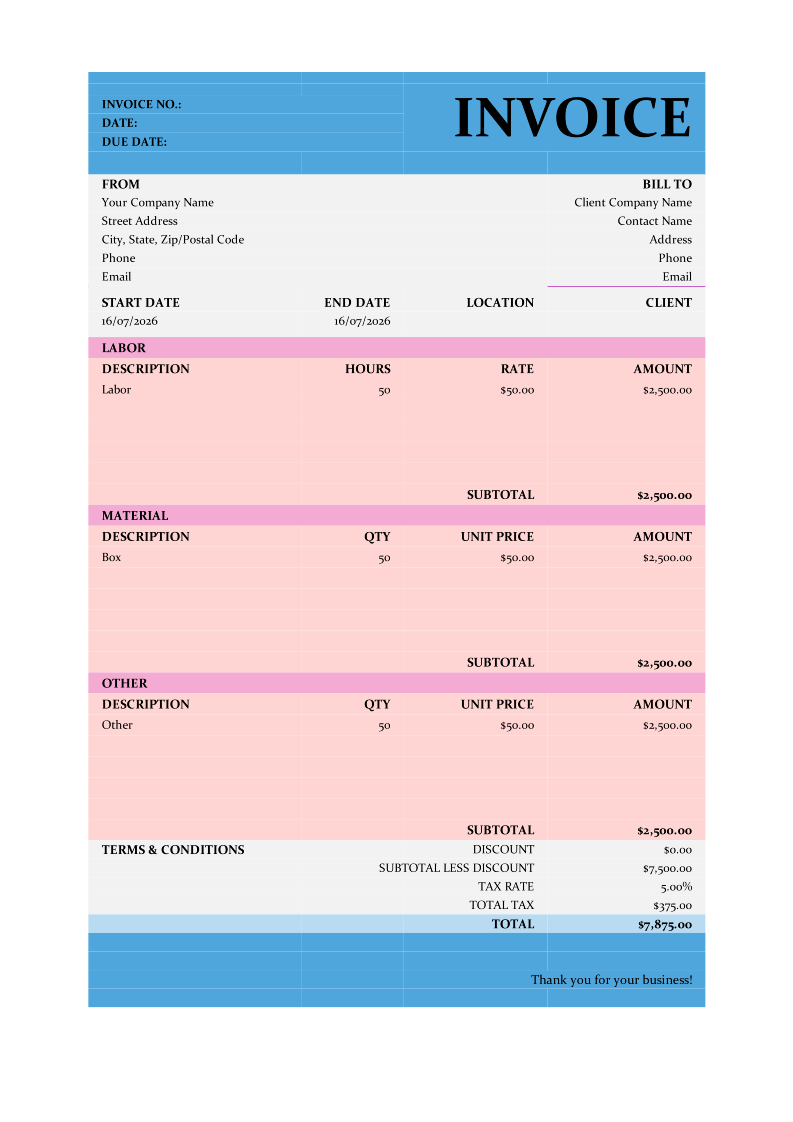 INVOICE NO.:
DATE:
DUE DATE:
INVOICE
FROM BILL TO
Your Company Name Client Company Name
Street Address Contact Name
City, State, Zip/Postal Code Address
Phone Phone
Email Email
START DATE END DATE LOCATION CLIENT
16/07/2026 16/07/2026
LABOR
DESCRIPTION HOURS RATE AMOUNT
Labor 50 $50.00 $2,500.00
SUBTOTAL $2,500.00
MATERIAL
DESCRIPTION QTY UNIT PRICE AMOUNT
Box 50 $50.00 $2,500.00
SUBTOTAL $2,500.00
OTHER
DESCRIPTION QTY UNIT PRICE AMOUNT
Other 50 $50.00 $2,500.00
SUBTOTAL $2,500.00
TERMS & CONDITIONS DISCOUNT $0.00
SUBTOTAL LESS DISCOUNT $7,500.00
TAX RATE 5.00%
TOTAL TAX $375.00
TOTAL $7,875.00
Thank you for your business!